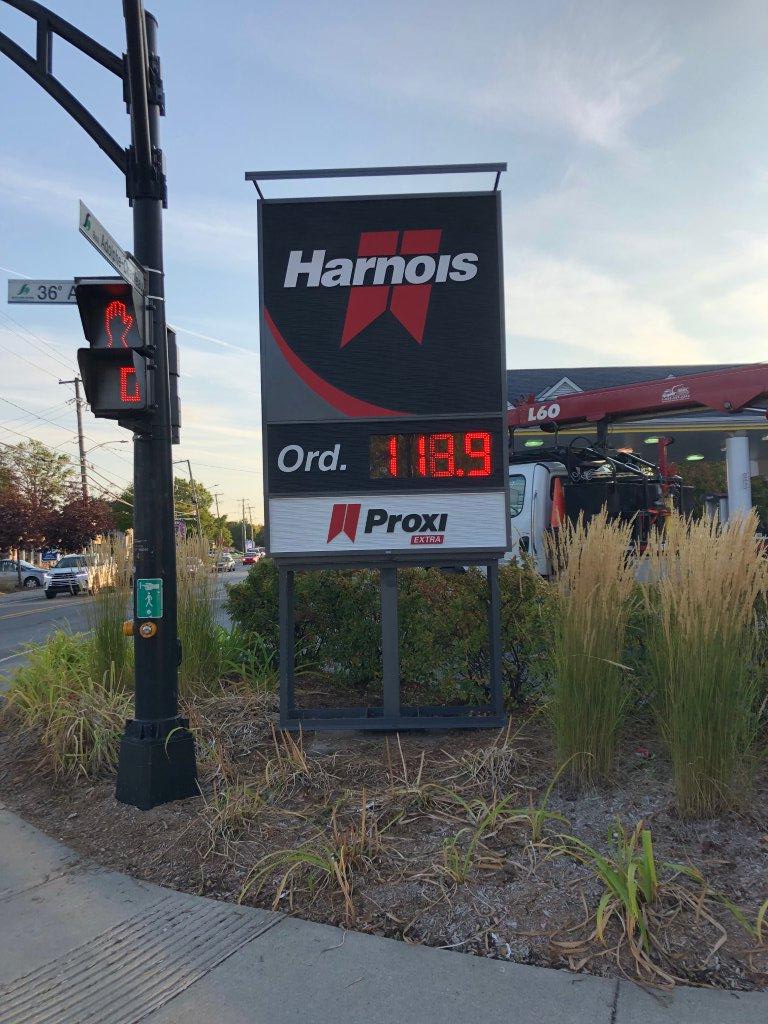 36e A
Harnois
L60
Ord. 118.9
Proxi
EXTRA